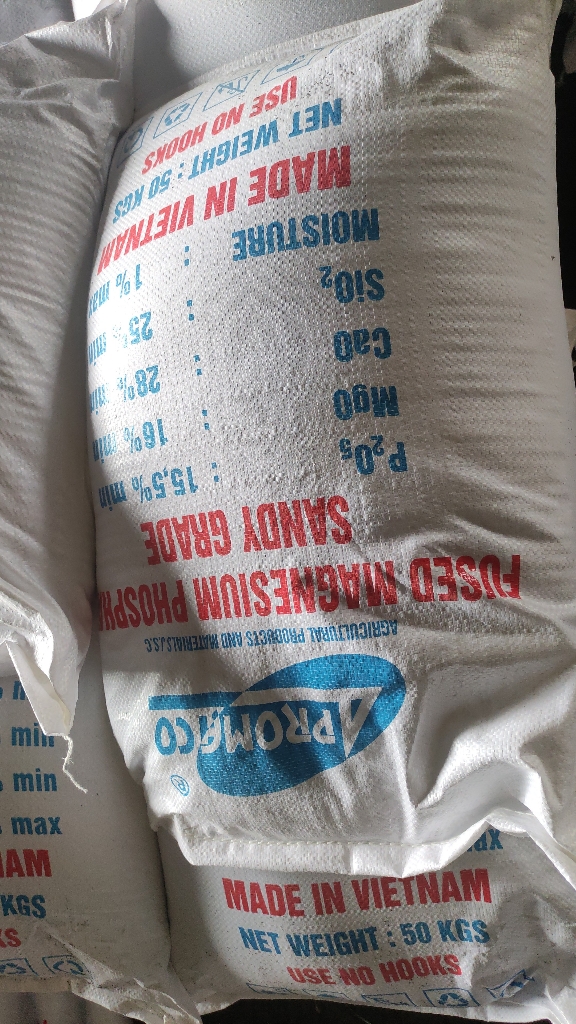 ®
APROMACO
AGRICULTURAL PRODUCTS AND MATERIALS.J.S.C
FUSED MAGNESIUM PHOSPH
SANDY GRADE
P₂O₅ : 15,5% min
MgO : 16% min
CaO : 28% min
SiO₂ : 25% min
MOISTURE : 1% max
MADE IN VIETNAM
NET WEIGHT : 50 KGS
USE NO HOOKS
min
min
max
NAM
KGS
KS
ax
MADE IN VIETNAM
NET WEIGHT : 50 KGS
USE NO HOOKS